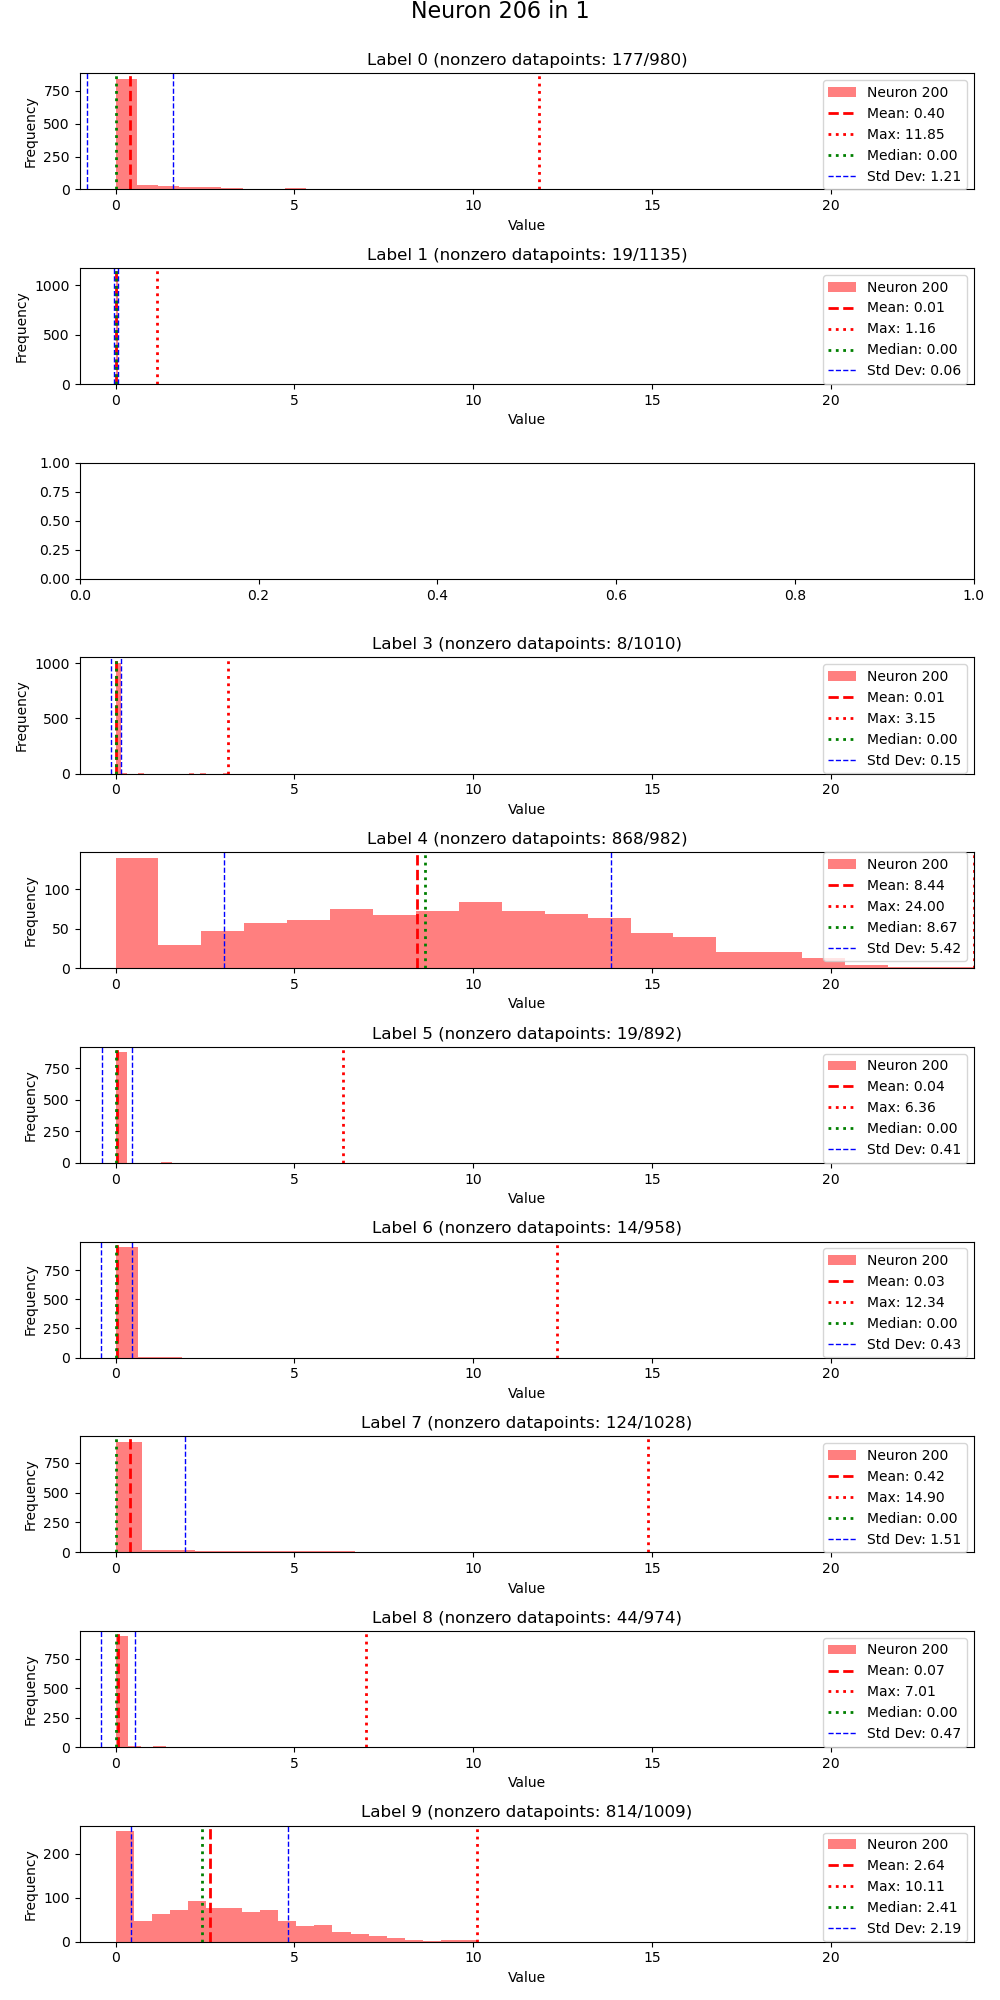 Neuron 206 in 1
Label 0 (nonzero datapoints: 177/980)
Frequency
750
500
250
0
Neuron 200
Mean: 0.40
Max: 11.85
Median: 0.00
Std Dev: 1.21
0 5 10 15 20
Value
Label 1 (nonzero datapoints: 19/1135)
Frequency
1000
500
0
Neuron 200
Mean: 0.01
Max: 1.16
Median: 0.00
Std Dev: 0.06
0 5 10 15 20
Value
1.00
0.75
0.50
0.25
0.00
0.0 0.2 0.4 0.6 0.8 1.0
Label 3 (nonzero datapoints: 8/1010)
Frequency
1000
500
0
Neuron 200
Mean: 0.01
Max: 3.15
Median: 0.00
Std Dev: 0.15
0 5 10 15 20
Value
Label 4 (nonzero datapoints: 868/982)
Frequency
100
50
0
Neuron 200
Mean: 8.44
Max: 24.00
Median: 8.67
Std Dev: 5.42
0 5 10 15 20
Value
Label 5 (nonzero datapoints: 19/892)
Frequency
750
500
250
0
Neuron 200
Mean: 0.04
Max: 6.36
Median: 0.00
Std Dev: 0.41
0 5 10 15 20
Value
Label 6 (nonzero datapoints: 14/958)
Frequency
750
500
250
0
Neuron 200
Mean: 0.03
Max: 12.34
Median: 0.00
Std Dev: 0.43
0 5 10 15 20
Value
Label 7 (nonzero datapoints: 124/1028)
Frequency
750
500
250
0
Neuron 200
Mean: 0.42
Max: 14.90
Median: 0.00
Std Dev: 1.51
0 5 10 15 20
Value
Label 8 (nonzero datapoints: 44/974)
Frequency
750
500
250
0
Neuron 200
Mean: 0.07
Max: 7.01
Median: 0.00
Std Dev: 0.47
0 5 10 15 20
Value
Label 9 (nonzero datapoints: 814/1009)
Frequency
200
100
0
Neuron 200
Mean: 2.64
Max: 10.11
Median: 2.41
Std Dev: 2.19
0 5 10 15 20
Value